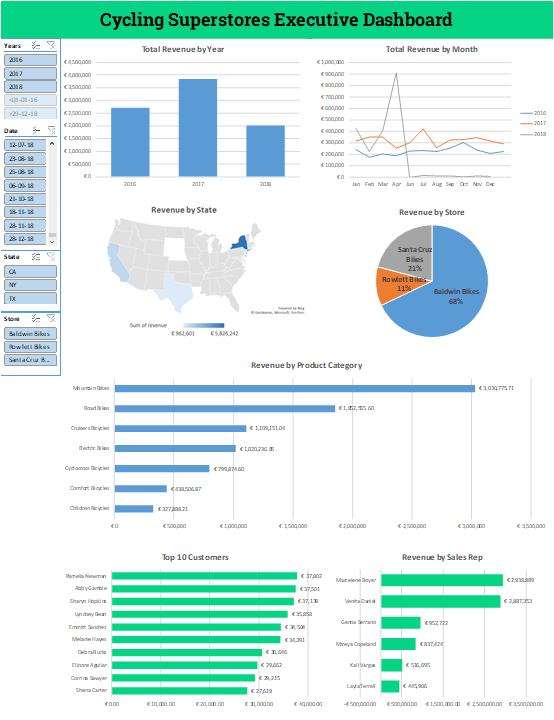 Cycling Superstores Executive Dashboard
Years
2016
2017
2018
<01-01-16
>29-12-18
Date
12-07-18
23-08-18
25-08-18
06-09-18
21-10-18
18-11-18
28-11-18
28-12-18
State
CA
NY
TX
Store
Baldwin Bikes
Rowlett Bikes
Santa Cruz B...
Total Revenue by Year
€ 4,500,000
€ 4,000,000
€ 3,500,000
€ 3,000,000
€ 2,500,000
€ 2,000,000
€ 1,500,000
€ 1,000,000
€ 500,000
€ 0
2016 2017 2018
Total Revenue by Month
€ 1,000,000
€ 900,000
€ 800,000
€ 700,000
€ 600,000
€ 500,000
€ 400,000
€ 300,000
€ 200,000
€ 100,000
€ 0
Jan Feb Mar Apr Jun Jul Aug Sep Oct Nov Dec
2016
2017
2018
Revenue by State
Powered by Bing
© GeoNames, Microsoft, TomTom
Sum of revenue
€ 962,601 € 5,826,242
Revenue by Store
Santa Cruz
Bikes
21%
Rowlett Bikes
11%
Baldwin Bikes
68%
Revenue by Product Category
Mountain Bikes € 3,030,775.71
Road Bikes € 1,852,555.60
Cruisers Bicycles € 1,109,151.04
Electric Bikes € 1,020,236.85
Cyclocross Bicycles € 799,874.60
Comfort Bicycles € 438,506.87
Children Bicycles € 327,888.21
€ 0 € 500,000 € 1,000,000 € 1,500,000 € 2,000,000 € 2,500,000 € 3,000,000 € 3,500,000
Top 10 Customers
Pamelia Newman € 37,802
Abby Gamble € 37,501
Sharyn Hopkins € 37,139
Lyndsey Bean € 35,858
Emmitt Sanchez € 34,504
Melanie Hayes € 34,391
Debra Burks € 30,646
Elinore Aguilar € 29,662
Corrina Sawyer € 29,215
Shena Carter € 27,619
€ 0.00 € 10,000.00 € 20,000.00 € 30,000.00 € 40,000.00
Revenue by Sales Rep
Marcelene Boyer € 2,938,889
Venita Daniel € 2,887,353
Genna Serrano € 952,722
Mireya Copeland € 837,424
Kali Vargas € 516,695
Layla Terrell € 445,906
-€ 500,000.00 € 500,000.00 € 1,500,000.00 € 2,500,000.00 € 3,500,000.00